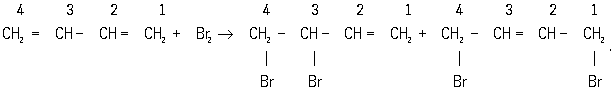 4 3 2 1 4 3 2 1 4 3 2 1
CH₂ = CH – CH = CH₂ + Br₂ → CH₂ – CH – CH = CH₂ + CH₂ – CH = CH – CH₂ .
| | | |
Br Br Br Br